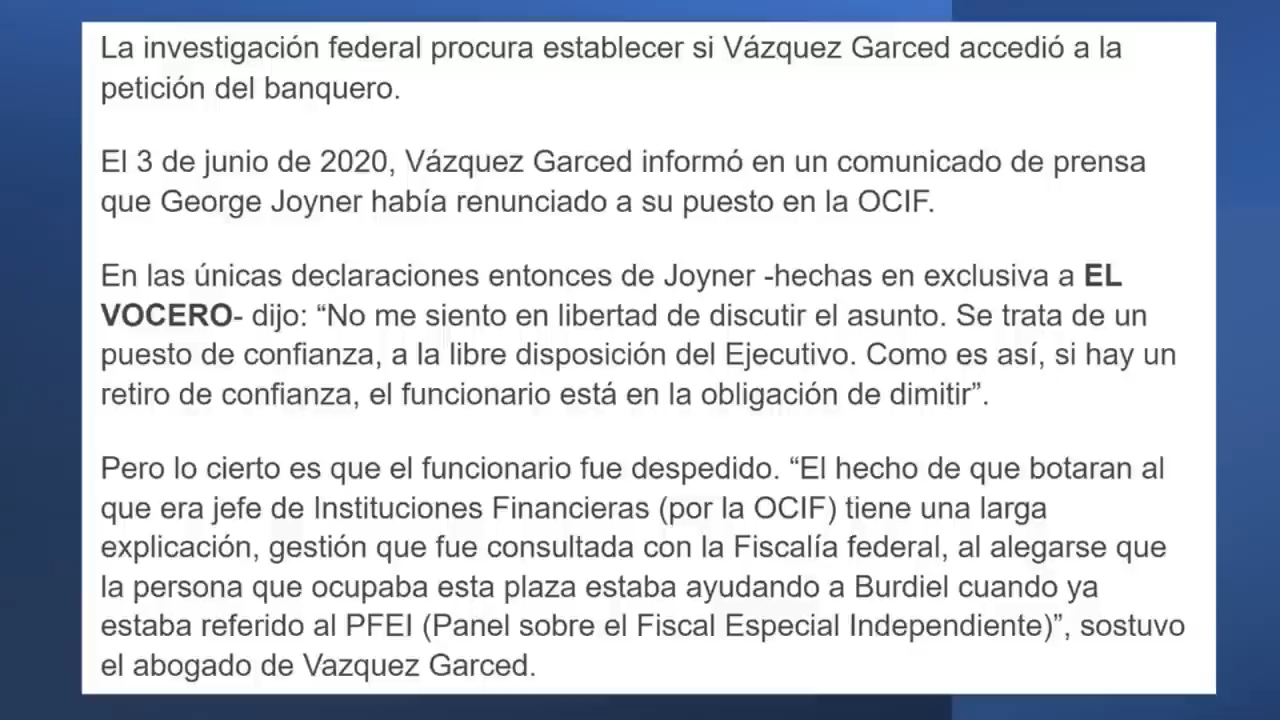 La investigación federal procura establecer si Vázquez Garced accedió a la
petición del banquero.
El 3 de junio de 2020, Vázquez Garced informó en un comunicado de prensa
que George Joyner había renunciado a su puesto en la OCIF.
En las únicas declaraciones entonces de Joyner -hechas en exclusiva a EL
VOCERO- dijo: “No me siento en libertad de discutir el asunto. Se trata de un
puesto de confianza, a la libre disposición del Ejecutivo. Como es así, si hay un
retiro de confianza, el funcionario está en la obligación de dimitir”.
Pero lo cierto es que el funcionario fue despedido. “El hecho de que botaran al
que era jefe de Instituciones Financieras (por la OCIF) tiene una larga
explicación, gestión que fue consultada con la Fiscalía federal, al alegarse que
la persona que ocupaba esta plaza estaba ayudando a Burdiel cuando ya
estaba referido al PFEI (Panel sobre el Fiscal Especial Independiente)”, sostuvo
el abogado de Vazquez Garced.